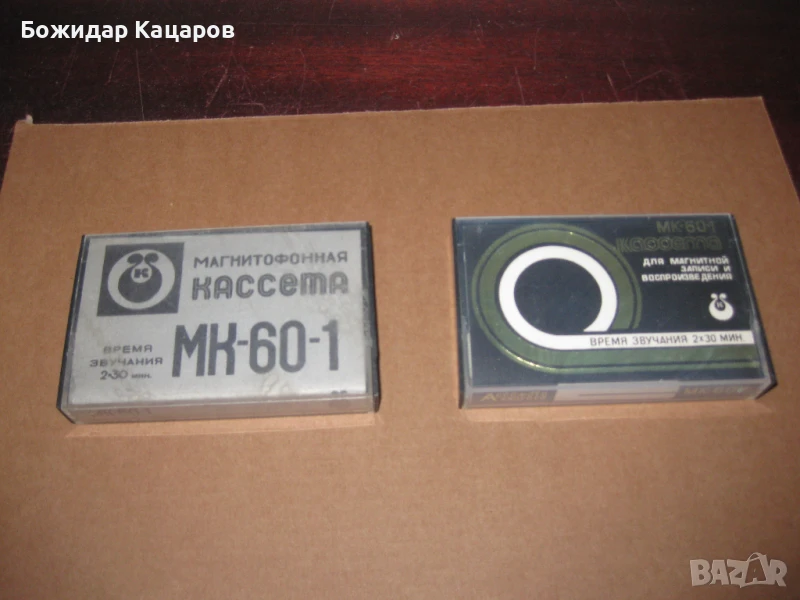 Божидар Кацаров
МАГНИТОФОННАЯ
КАССЕТА
ВРЕМЯ
ЗВУЧАНИЯ
2×30 МИН.
МК-60-1
МК-60-1
кассета
ДЛЯ МАГНИТНОЙ
ЗАПИСИ И
ВОСПРОИЗВЕДЕНИЯ
ВРЕМЯ ЗВУЧАНИЯ 2×30 МИН.
BAZAR